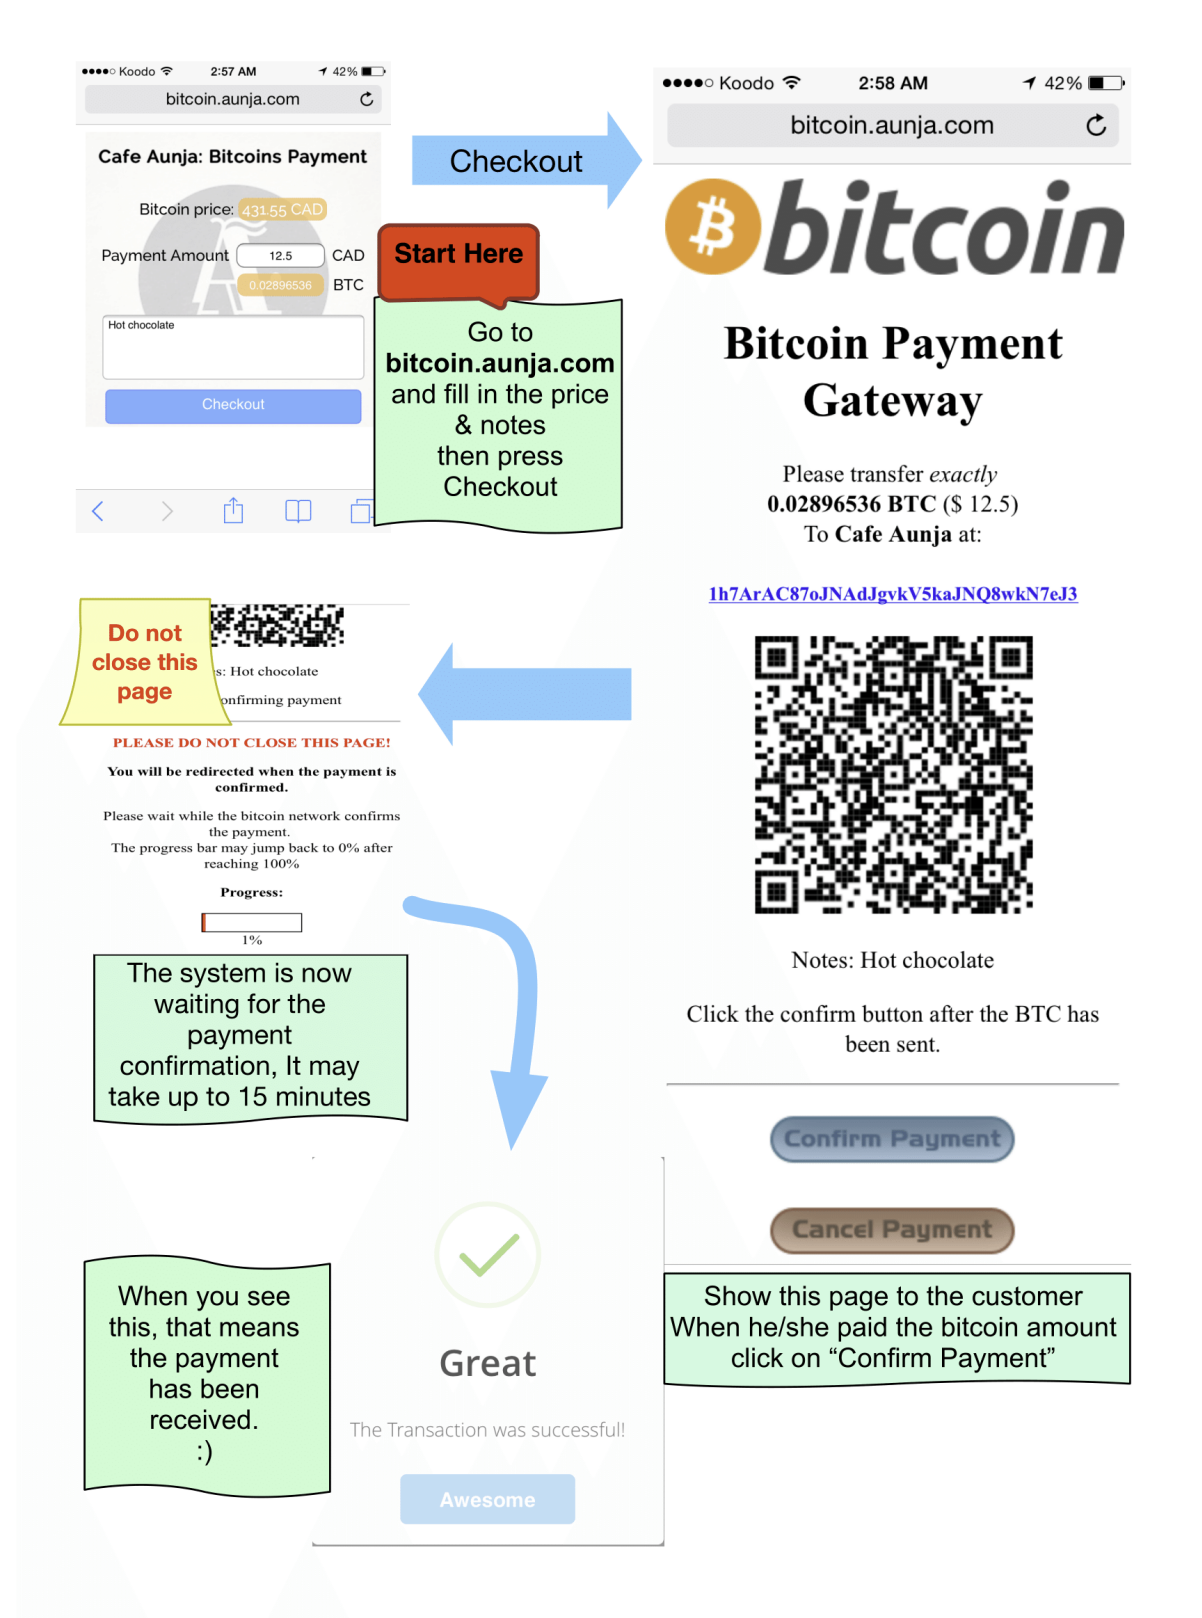 Koodo 2:57 AM 42%
bitcoin.aunja.com
Cafe Aunja: Bitcoins Payment
Bitcoin price: 431.55 CAD
Payment Amount 12.5 CAD
0.02896536 BTC
Hot chocolate
Checkout
Checkout
Start Here
Go to
bitcoin.aunja.com
and fill in the price
& notes
then press
Checkout
Koodo 2:58 AM 42%
bitcoin.aunja.com
bitcoin
Bitcoin Payment
Gateway
Please transfer exactly
0.02896536 BTC ($ 12.5)
To Cafe Aunja at:
1h7ArAC87oJNAdJgvkV5kaJNQ8wkN7eJ3
Notes: Hot chocolate
Click the confirm button after the BTC has
been sent.
Confirm Payment
Cancel Payment
Show this page to the customer
When he/she paid the bitcoin amount
click on “Confirm Payment”
Do not
close this
page
s: Hot chocolate
onfirming payment
PLEASE DO NOT CLOSE THIS PAGE!
You will be redirected when the payment is
confirmed.
Please wait while the bitcoin network confirms
the payment.
The progress bar may jump back to 0% after
reaching 100%
Progress:
1%
The system is now
waiting for the
payment
confirmation, It may
take up to 15 minutes
When you see
this, that means
the payment
has been
received.
:)
Great
The Transaction was successful!
Awesome